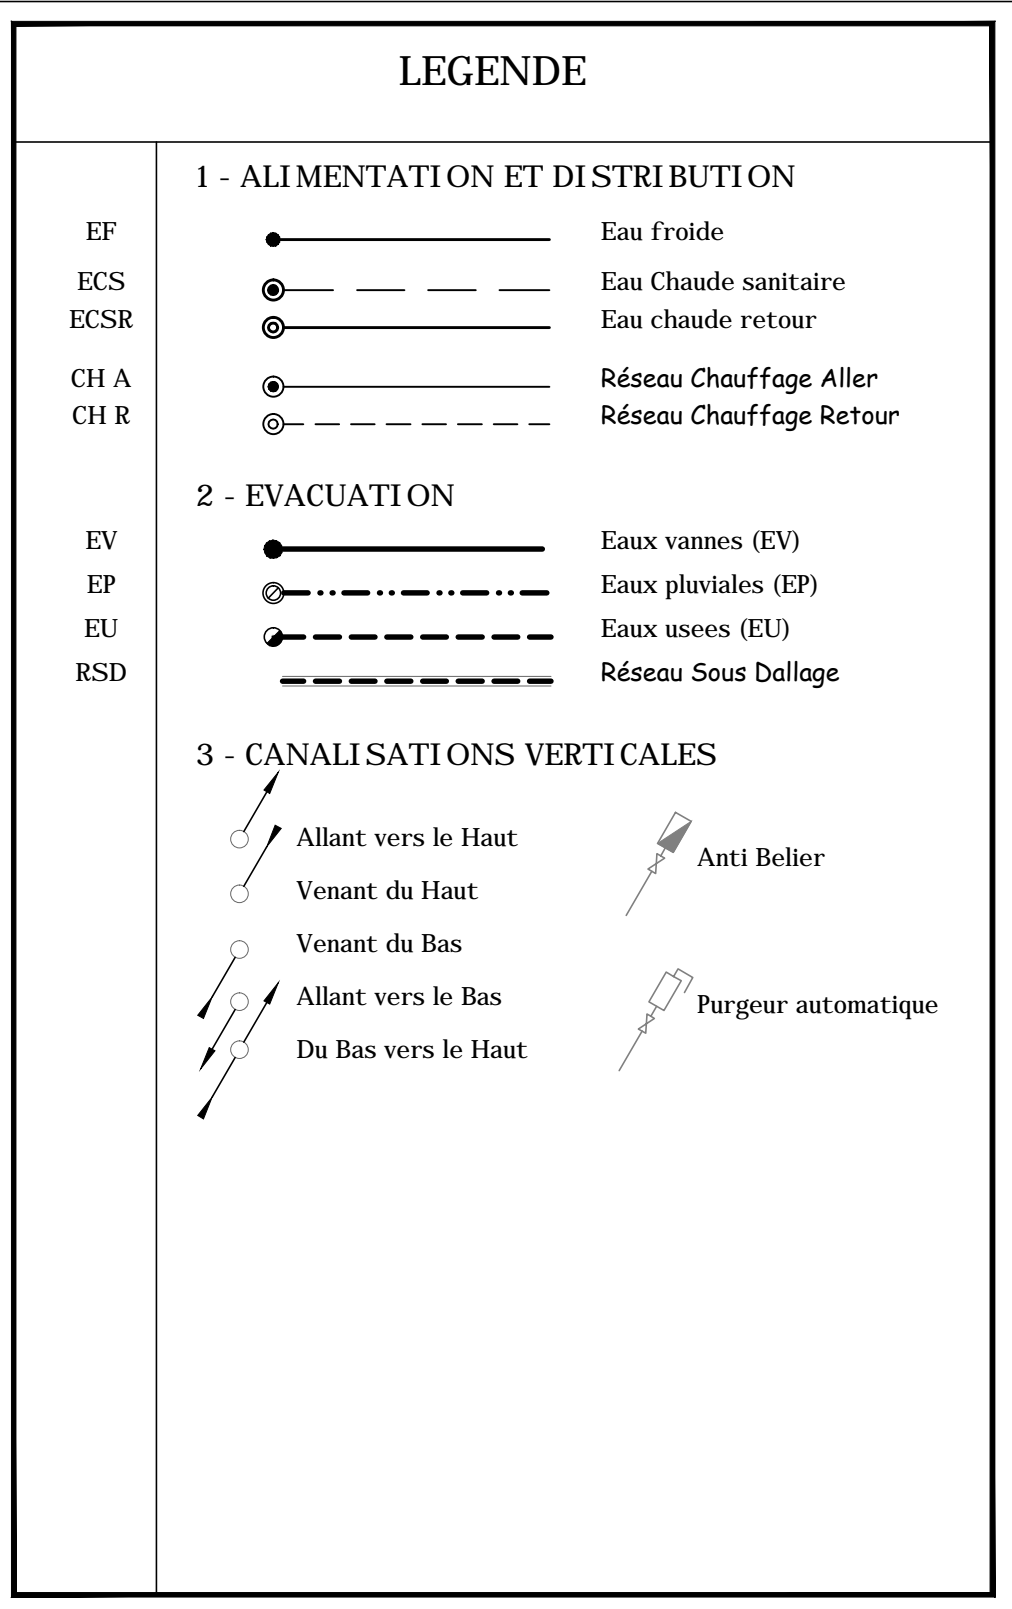 LEGENDE
1 - ALIMENTATION ET DISTRIBUTION
EF Eau froide
ECS Eau Chaude sanitaire
ECSR Eau chaude retour
CH A Réseau Chauffage Aller
CH R Réseau Chauffage Retour
2 - EVACUATION
EV Eaux vannes (EV)
EP Eaux pluviales (EP)
EU Eaux usees (EU)
RSD Réseau Sous Dallage
3 - CANALISATIONS VERTICALES
Allant vers le Haut
Anti Belier
Venant du Haut
Venant du Bas
Allant vers le Bas
Purgeur automatique
Du Bas vers le Haut